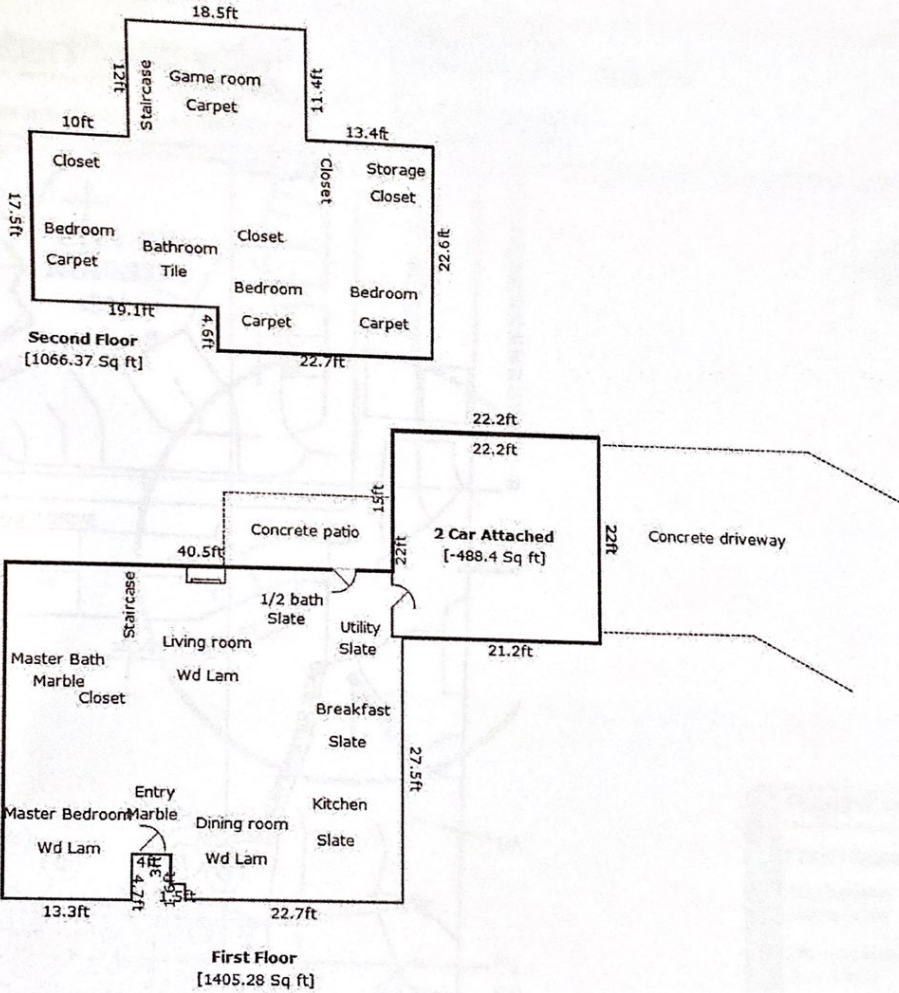 18.5ft
12ft
Staircase
Game room
Carpet
11.4ft
10ft
13.4ft
Closet
Closet
Storage
Closet
17.5ft
Bedroom
Carpet
Bathroom
Tile
Closet
22.6ft
Bedroom
Carpet
Bedroom
Carpet
19.1ft
4.6ft
22.7ft
Second Floor
[1066.37 Sq ft]
22.2ft
22.2ft
15ft
Concrete patio
22ft
2 Car Attached
[-488.4 Sq ft]
22ft
Concrete driveway
40.5ft
Staircase
1/2 bath
Slate
Utility
Slate
21.2ft
Living room
Wd Lam
Master Bath
Marble
Closet
Breakfast
Slate
27.5ft
Entry
Marble
Master Bedroom
Wd Lam
Dining room
Wd Lam
Kitchen
Slate
4ft
4.7ft
1.5ft
13.3ft
22.7ft
First Floor
[1405.28 Sq ft]